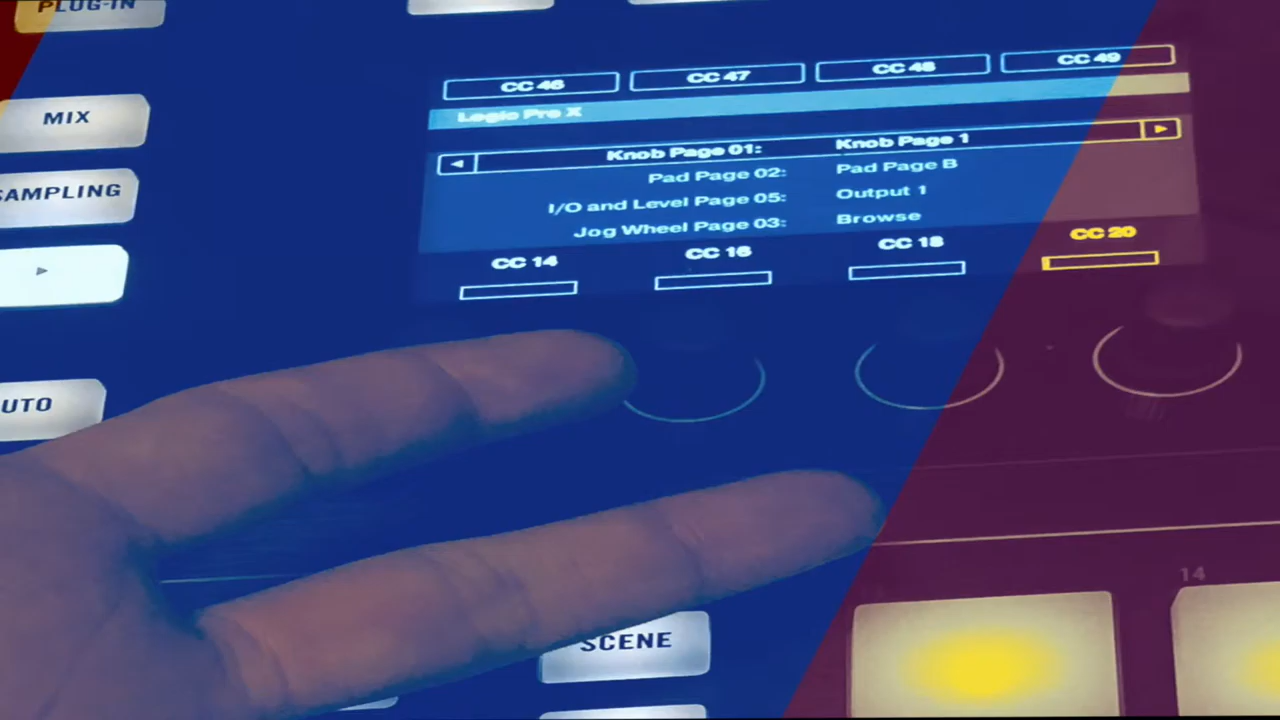 PLUG-IN
CC 46 CC 47 CC 48 CC 49
Logic Pro X
MIX
Knob Page 01: Knob Page 1
Pad Page 02: Pad Page B
SAMPLING
I/O and Level Page 05: Output 1
Jog Wheel Page 03: Browse
CC 14 CC 16 CC 18 CC 20
AUTO
14
SCENE